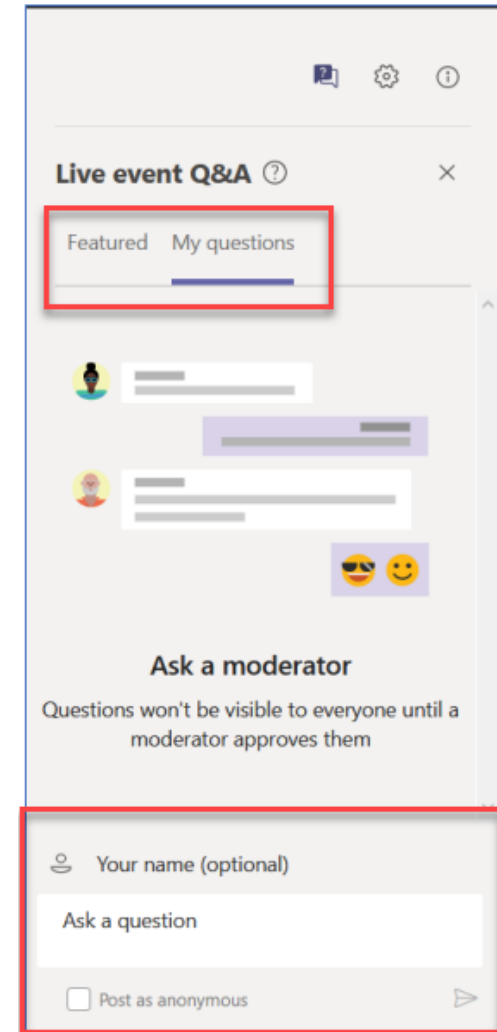 Live event Q&A
Featured My questions
Ask a moderator
Questions won't be visible to everyone until a
moderator approves them
Your name (optional)
Ask a question
Post as anonymous